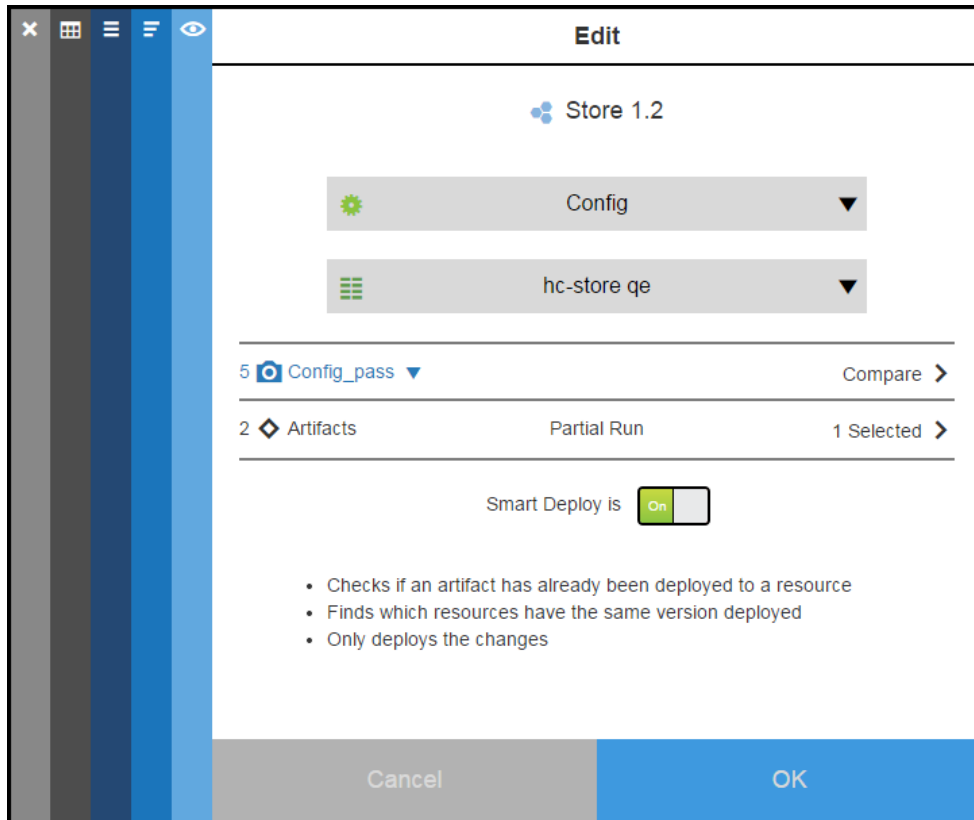 Edit
Store 1.2
Config
hc-store qe
5 Config_pass Compare
2 Artifacts Partial Run 1 Selected
Smart Deploy is On
• Checks if an artifact has already been deployed to a resource
• Finds which resources have the same version deployed
• Only deploys the changes
Cancel OK